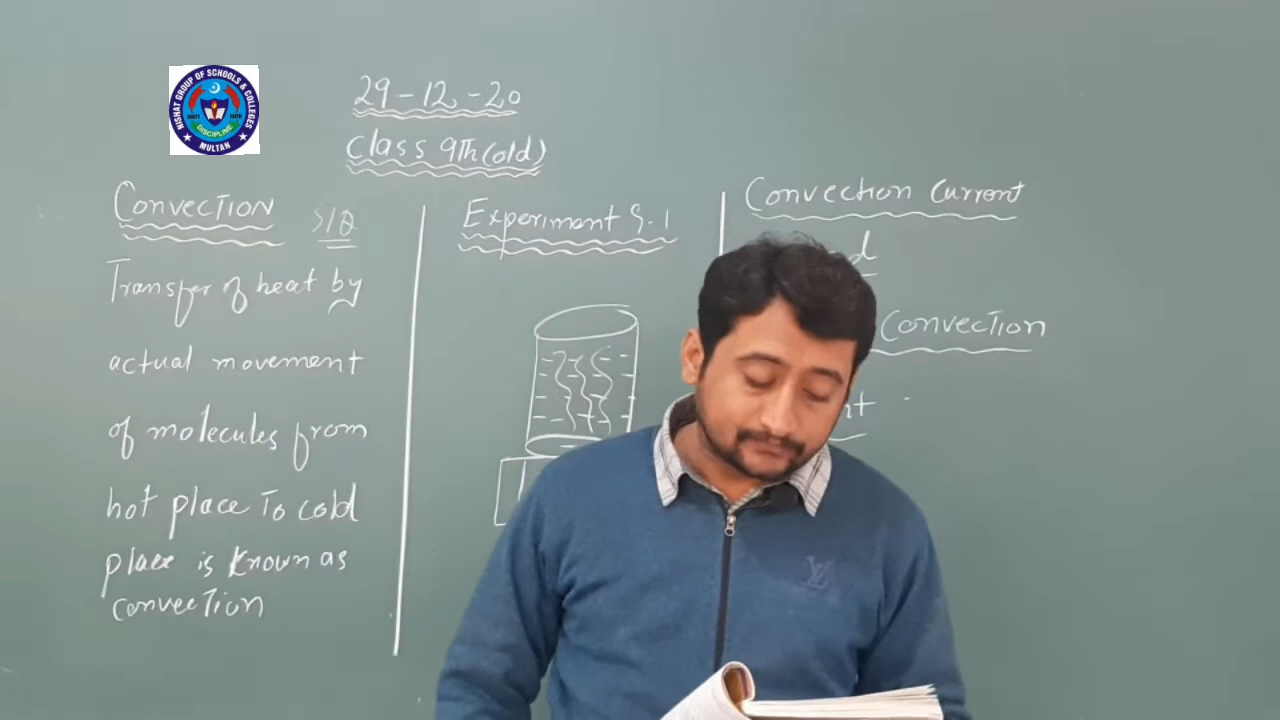 NISHAT GROUP OF SCHOOLS & COLLEGES
DISCIPLINE
MULTAN
29-12-20
Class 9Th (old)
Convection S/Q
Transfer of heat by
actual movement
of molecules from
hot place To cold
place is known as
convection
Experiment 9.1
Convection Current
Convection